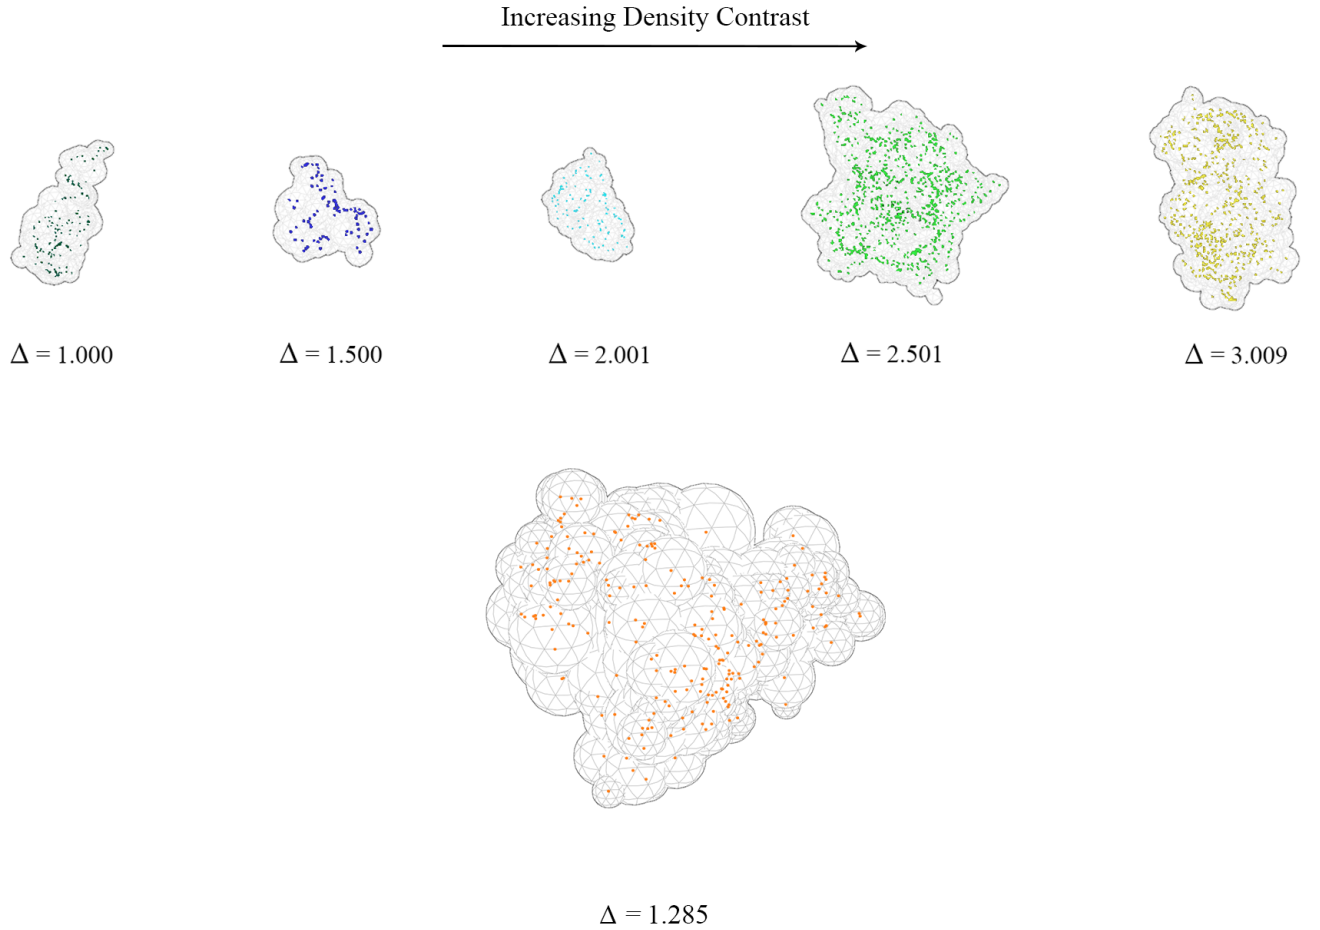 Increasing Density Contrast
Δ = 1.000
Δ = 1.500
Δ = 2.001
Δ = 2.501
Δ = 3.009
Δ = 1.285